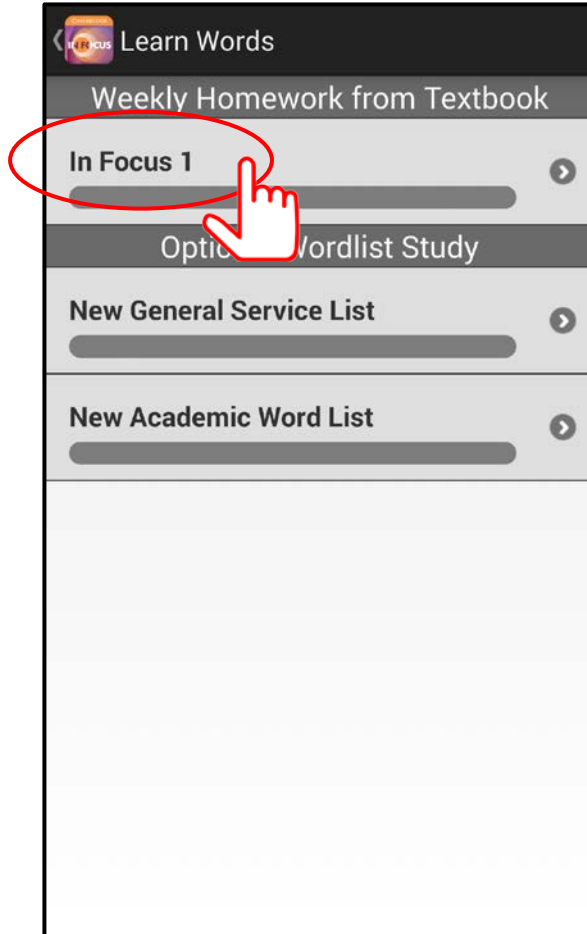 Learn Words
Weekly Homework from Textbook
In Focus 1
Wordlist Study
New General Service List
New Academic Word List